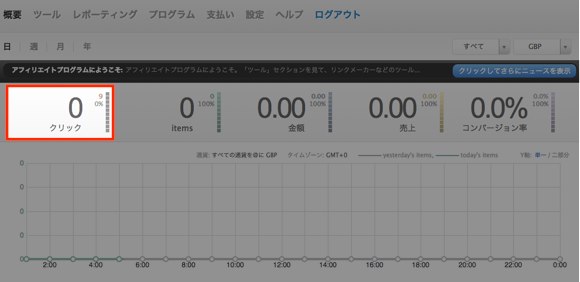 概要 ツール レポーティング プログラム 支払い 設定 ヘルプ ログアウト
日 週 月 年 すべて GBP
アフィリエイトプログラムにようこそ: アフィリエイトプログラムにようこそ。「ツール」セクションを見て、リンクメーカーなどのツール... クリックしてさらにニュースを表示
0 9 0% 0 0 100% 0.00 0.00 100% 0.00 0.00 100% 0.0% 0.0% 100%
クリック items 金額 売上 コンバージョン率
通貨: すべての通貨を@に GBP タイムゾーン: GMT+0 yesterday's items, today's items Y軸: 単一 / 二部分
0
0
0
0
0
2:00 4:00 6:00 8:00 10:00 12:00 14:00 16:00 18:00 20:00 22:00 0:00